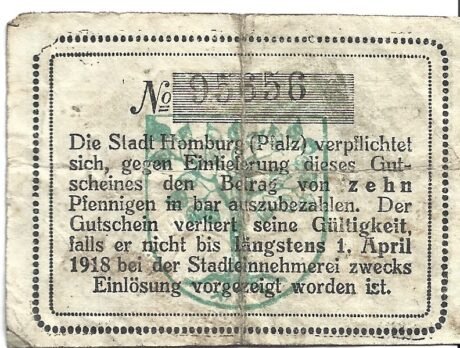 No 95856
Die Stadt Homburg (Pfalz) verpflichtet
sich, gegen Einlieferung dieses Gut-
scheines den Betrag von zehn
Pfennigen in bar auszubezahlen. Der
Gutschein verliert seine Gültigkeit,
falls er nicht bis längstens 1. April
1918 bei der Stadteinnehmerei zwecks
Einlösung vorgezeigt worden ist.